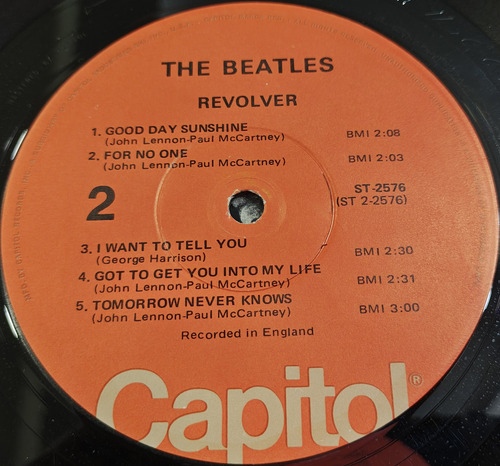 THE BEATLES
REVOLVER
1. GOOD DAY SUNSHINE BMI 2:08
(John Lennon-Paul McCartney)
2. FOR NO ONE BMI 2:03
(John Lennon-Paul McCartney)
2
ST-2576
(ST 2-2576)
3. I WANT TO TELL YOU BMI 2:30
(George Harrison)
4. GOT TO GET YOU INTO MY LIFE BMI 2:31
(John Lennon-Paul McCartney)
5. TOMORROW NEVER KNOWS BMI 3:00
(John Lennon-Paul McCartney)
Recorded in England
Capitol®